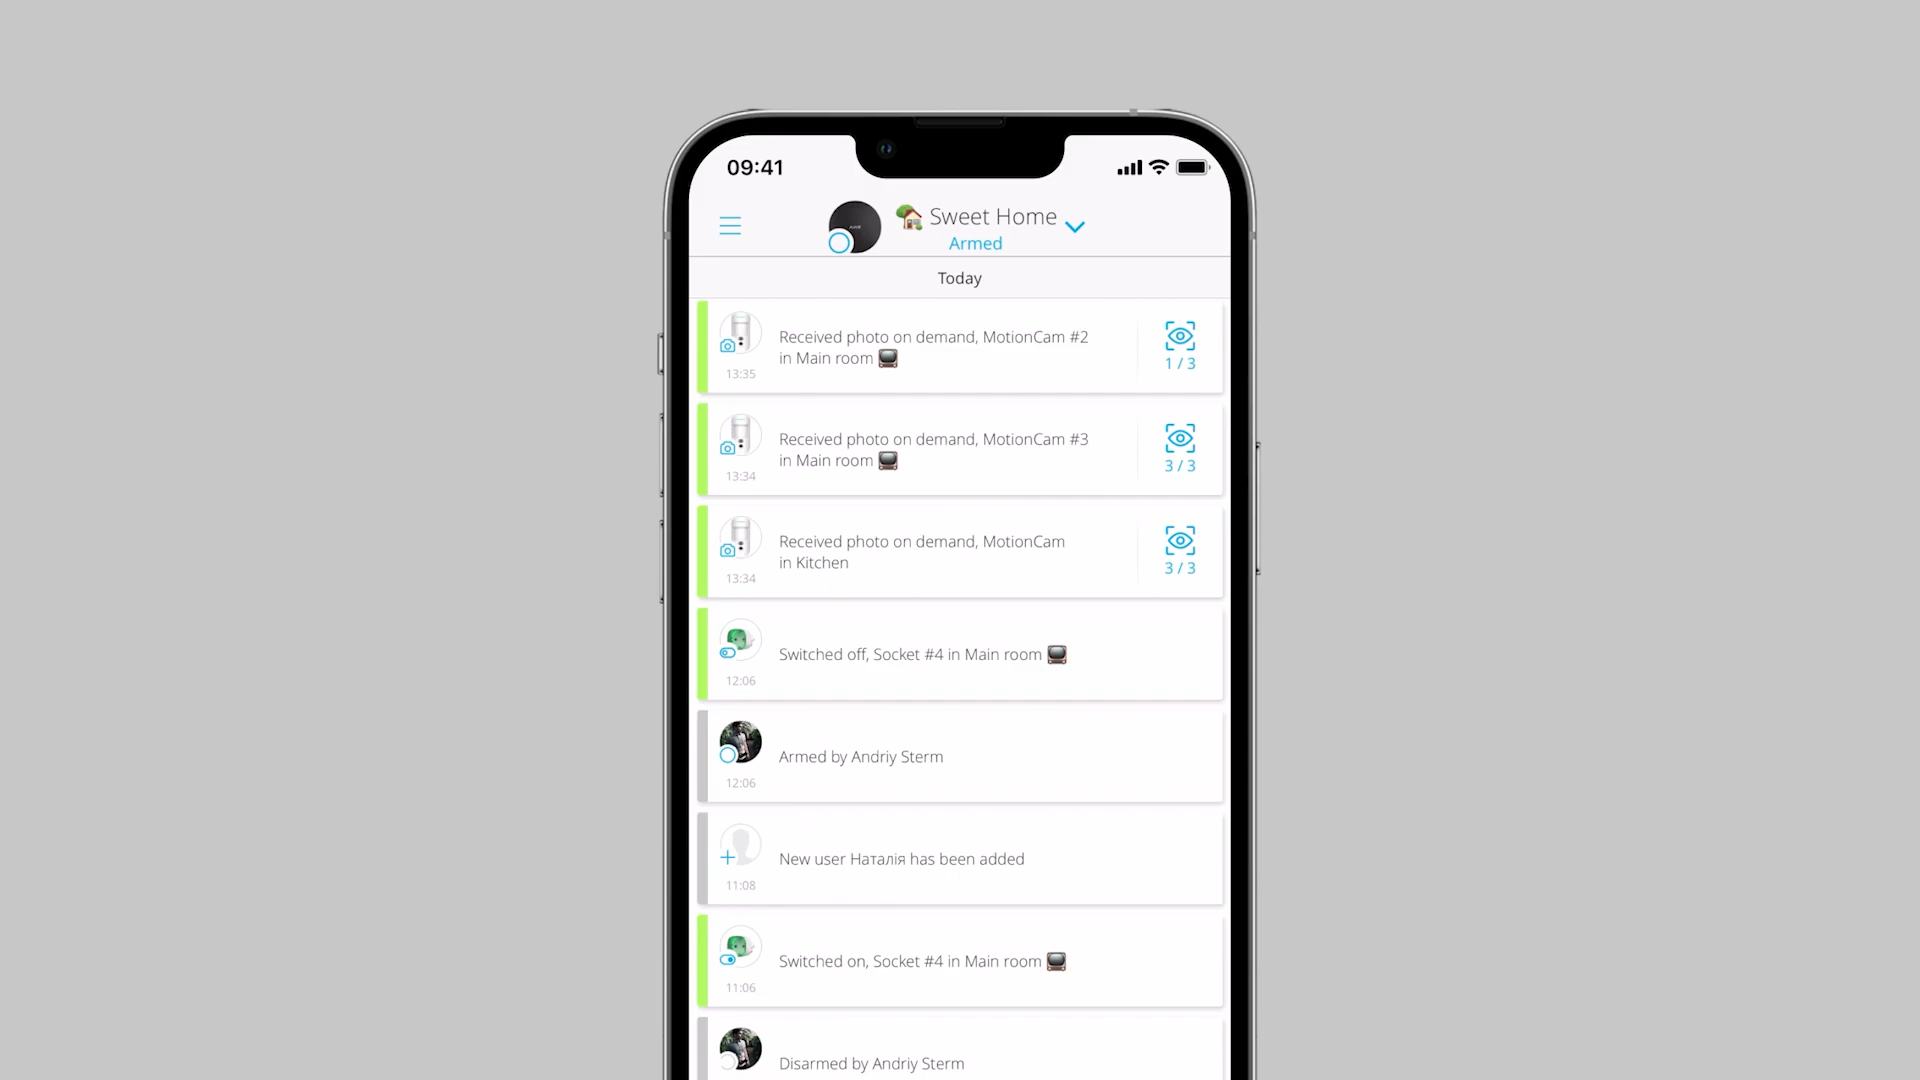 09:41
Sweet Home
Armed
Today
Received photo on demand, MotionCam #2
in Main room
13:35
1 / 3
Received photo on demand, MotionCam #3
in Main room
13:34
3 / 3
Received photo on demand, MotionCam
in Kitchen
13:34
3 / 3
Switched off, Socket #4 in Main room
12:06
Armed by Andriy Sterm
12:06
New user Наталія has been added
11:08
Switched on, Socket #4 in Main room
11:06
Disarmed by Andriy Sterm